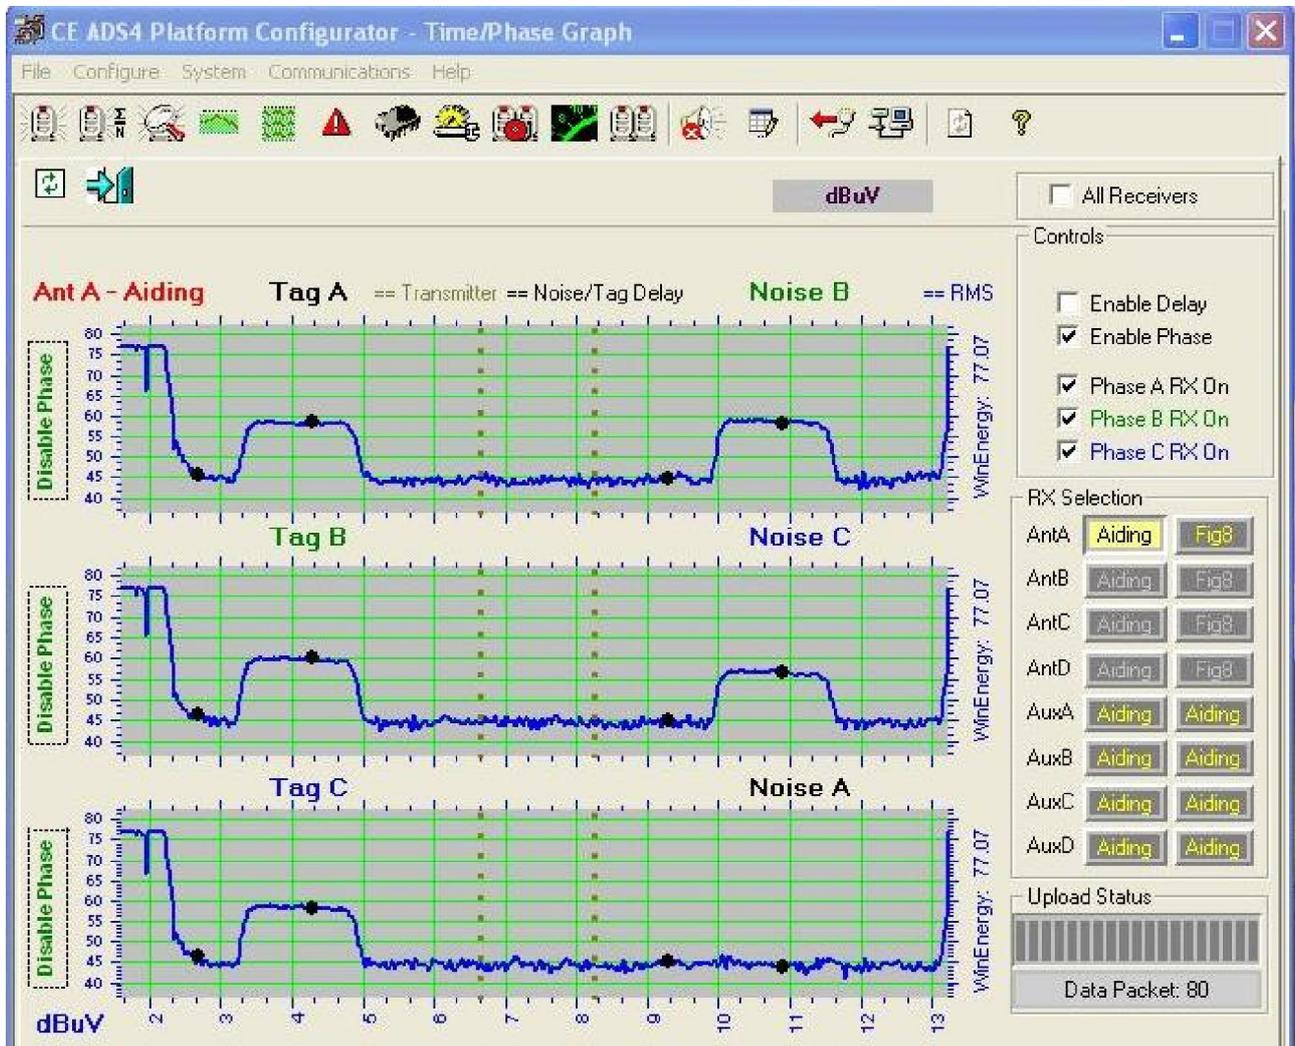 CE ADS4 Platform Configurator - Time/Phase Graph
File Configure System Communications Help
Σ
N
dBuV
All Receivers
Controls
Enable Delay
Enable Phase
Phase A RX On
Phase B RX On
Phase C RX On
Ant A - Aiding Tag A == Transmitter == Noise/Tag Delay Noise B == RMS
Disable Phase
80
75
70
65
60
55
50
45
40
WinEnergy: 77.07
Tag B Noise C
Disable Phase
80
75
70
65
60
55
50
45
40
WinEnergy: 77.07
Tag C Noise A
Disable Phase
80
75
70
65
60
55
50
45
40
WinEnergy: 77.07
dBuV 2 3 4 5 6 7 8 9 10 11 12 13
RX Selection
AntA Aiding Fig8
AntB Aiding Fig8
AntC Aiding Fig8
AntD Aiding Fig8
AuxA Aiding Aiding
AuxB Aiding Aiding
AuxC Aiding Aiding
AuxD Aiding Aiding
Upload Status
Data Packet: 80